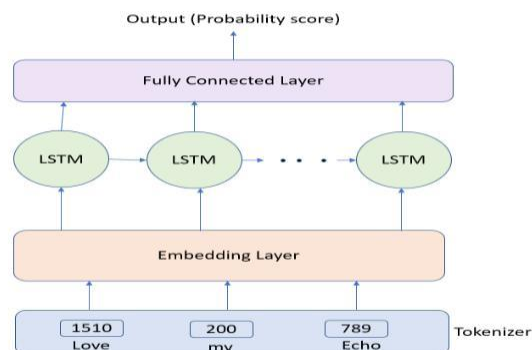 Output (Probability score)
Fully Connected Layer
LSTM LSTM . . . LSTM
Embedding Layer
1510 200 789
Tokenizer
Love my Echo